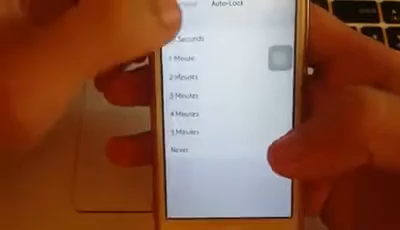 Auto-Lock
Seconds
1 Minute
2 Minutes
3 Minutes
4 Minutes
5 Minutes
Never